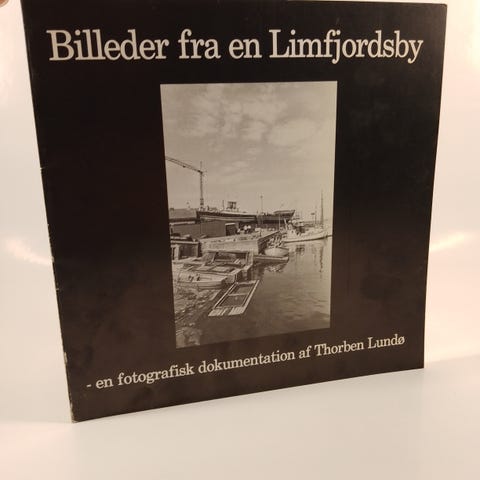 Billeder fra en Limfjordsby
- en fotografisk dokumentation af Thorben Lundø